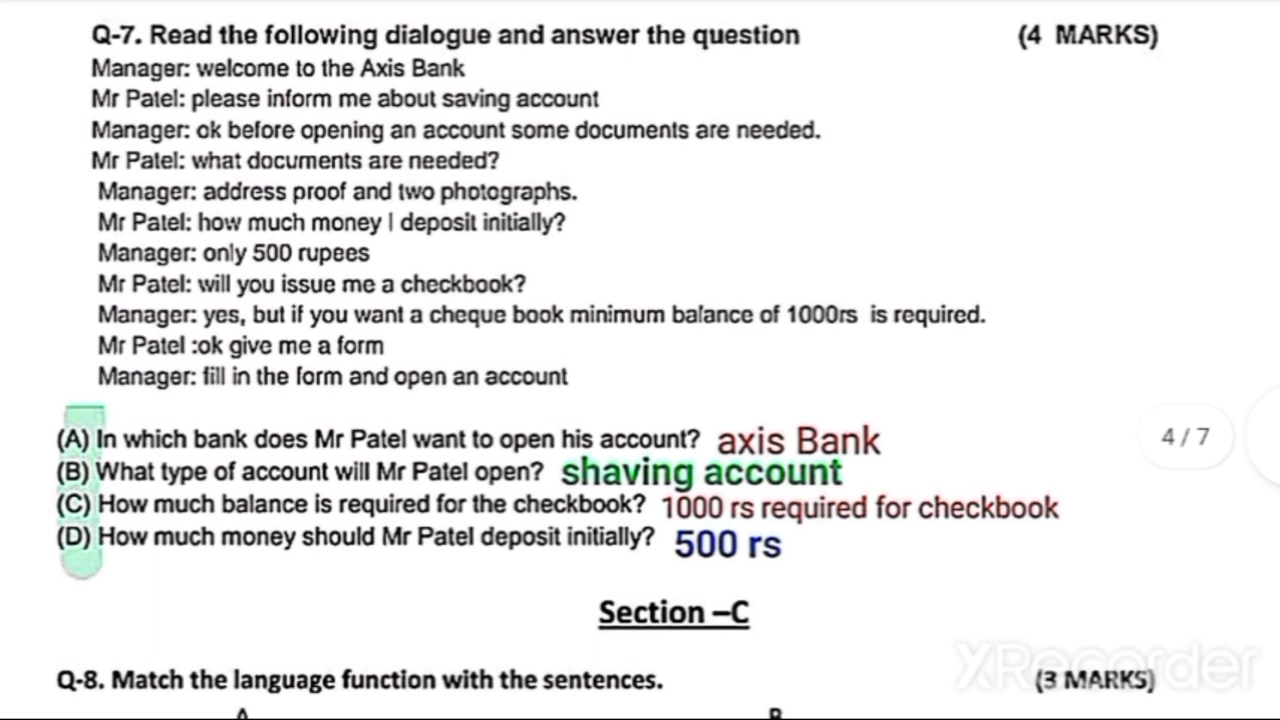 Q-7. Read the following dialogue and answer the question (4 MARKS)
Manager: welcome to the Axis Bank
Mr Patel: please inform me about saving account
Manager: ok before opening an account some documents are needed.
Mr Patel: what documents are needed?
Manager: address proof and two photographs.
Mr Patel: how much money I deposit initially?
Manager: only 500 rupees
Mr Patel: will you issue me a checkbook?
Manager: yes, but if you want a cheque book minimum balance of 1000rs is required.
Mr Patel :ok give me a form
Manager: fill in the form and open an account
(A) In which bank does Mr Patel want to open his account? axis Bank
(B) What type of account will Mr Patel open? shaving account
(C) How much balance is required for the checkbook? 1000 rs required for checkbook
(D) How much money should Mr Patel deposit initially? 500 rs
4 / 7
Section –C
Q-8. Match the language function with the sentences. (3 MARKS)
XRecorder
A B